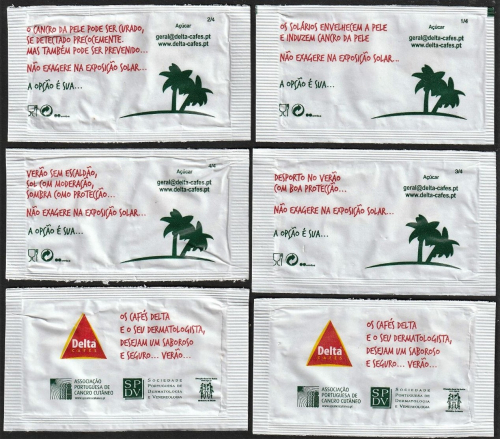 2/4
Açúcar
geral@delta-cafes.pt
www.delta-cafes.pt
O CANCRO DA PELE PODE SER CURADO,
SE DETECTADO PRECOCEMENTE.
MAS TAMBÉM PODE SER PREVENIDO...
NÃO EXAGERE NA EXPOSIÇÃO SOLAR...
A OPÇÃO É SUA...
1/4
Açúcar
geral@delta-cafes.pt
www.delta-cafes.pt
OS SOLÁRIOS ENVELHECEM A PELE
E INDUZEM CANCRO DA PELE
NÃO EXAGERE NA EXPOSIÇÃO SOLAR...
A OPÇÃO É SUA...
4/4
Açúcar
geral@delta-cafes.pt
www.delta-cafes.pt
VERÃO SEM ESCALDÃO,
SOL COM MODERAÇÃO,
SOMBRA COMO PROTECÇÃO...
NÃO EXAGERE NA EXPOSIÇÃO SOLAR...
A OPÇÃO É SUA...
3/4
Açúcar
geral@delta-cafes.pt
www.delta-cafes.pt
DESPORTO NO VERÃO
COM BOA PROTECÇÃO...
NÃO EXAGERE NA EXPOSIÇÃO SOLAR...
A OPÇÃO É SUA...
Delta
CAFÉS
OS CAFÉS DELTA
E O SEU DERMATOLOGISTA,
DESEJAM UM SABOROSO
E SEGURO... VERÃO...
ASSOCIAÇÃO
PORTUGUESA DE
CANCRO CUTÂNEO
SP
DV
SOCIEDADE
PORTUGUESA DE
DERMATOLOGIA
E VENEREOLOGIA
Delta
CAFÉS
OS CAFÉS DELTA
E O SEU DERMATOLOGISTA,
DESEJAM UM SABOROSO
E SEGURO... VERÃO...
ASSOCIAÇÃO
PORTUGUESA DE
CANCRO CUTÂNEO
SP
DV
SOCIEDADE
PORTUGUESA DE
DERMATOLOGIA
E VENEREOLOGIA